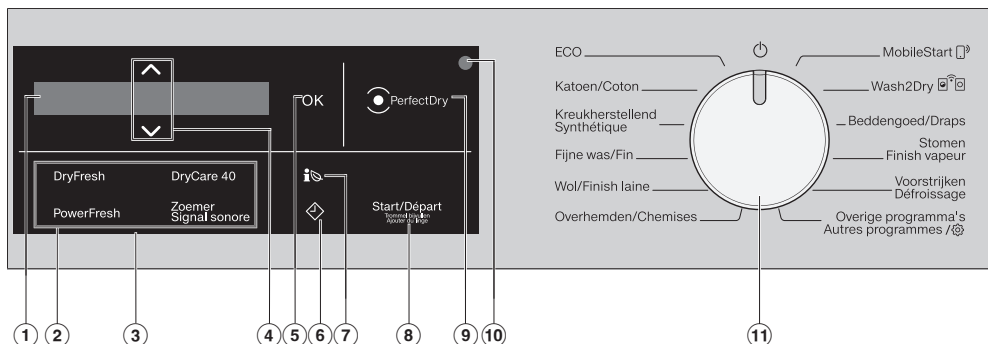 OK
PerfectDry
DryFresh
DryCare 40
PowerFresh
Zoemer
Signal sonore
Start/Départ
Trommel bijvullen
Ajouter du linge
ECO
Katoen/Coton
Kreukherstellend
Synthétique
Fijne was/Fin
Wol/Finish laine
Overhemden/Chemises
MobileStart
Wash2Dry
Beddengoed/Draps
Stomen
Finish vapeur
Voorstrijken
Défroissage
Overige programma's
Autres programmes /
1 2 3 4 5 6 7 8 9 10 11